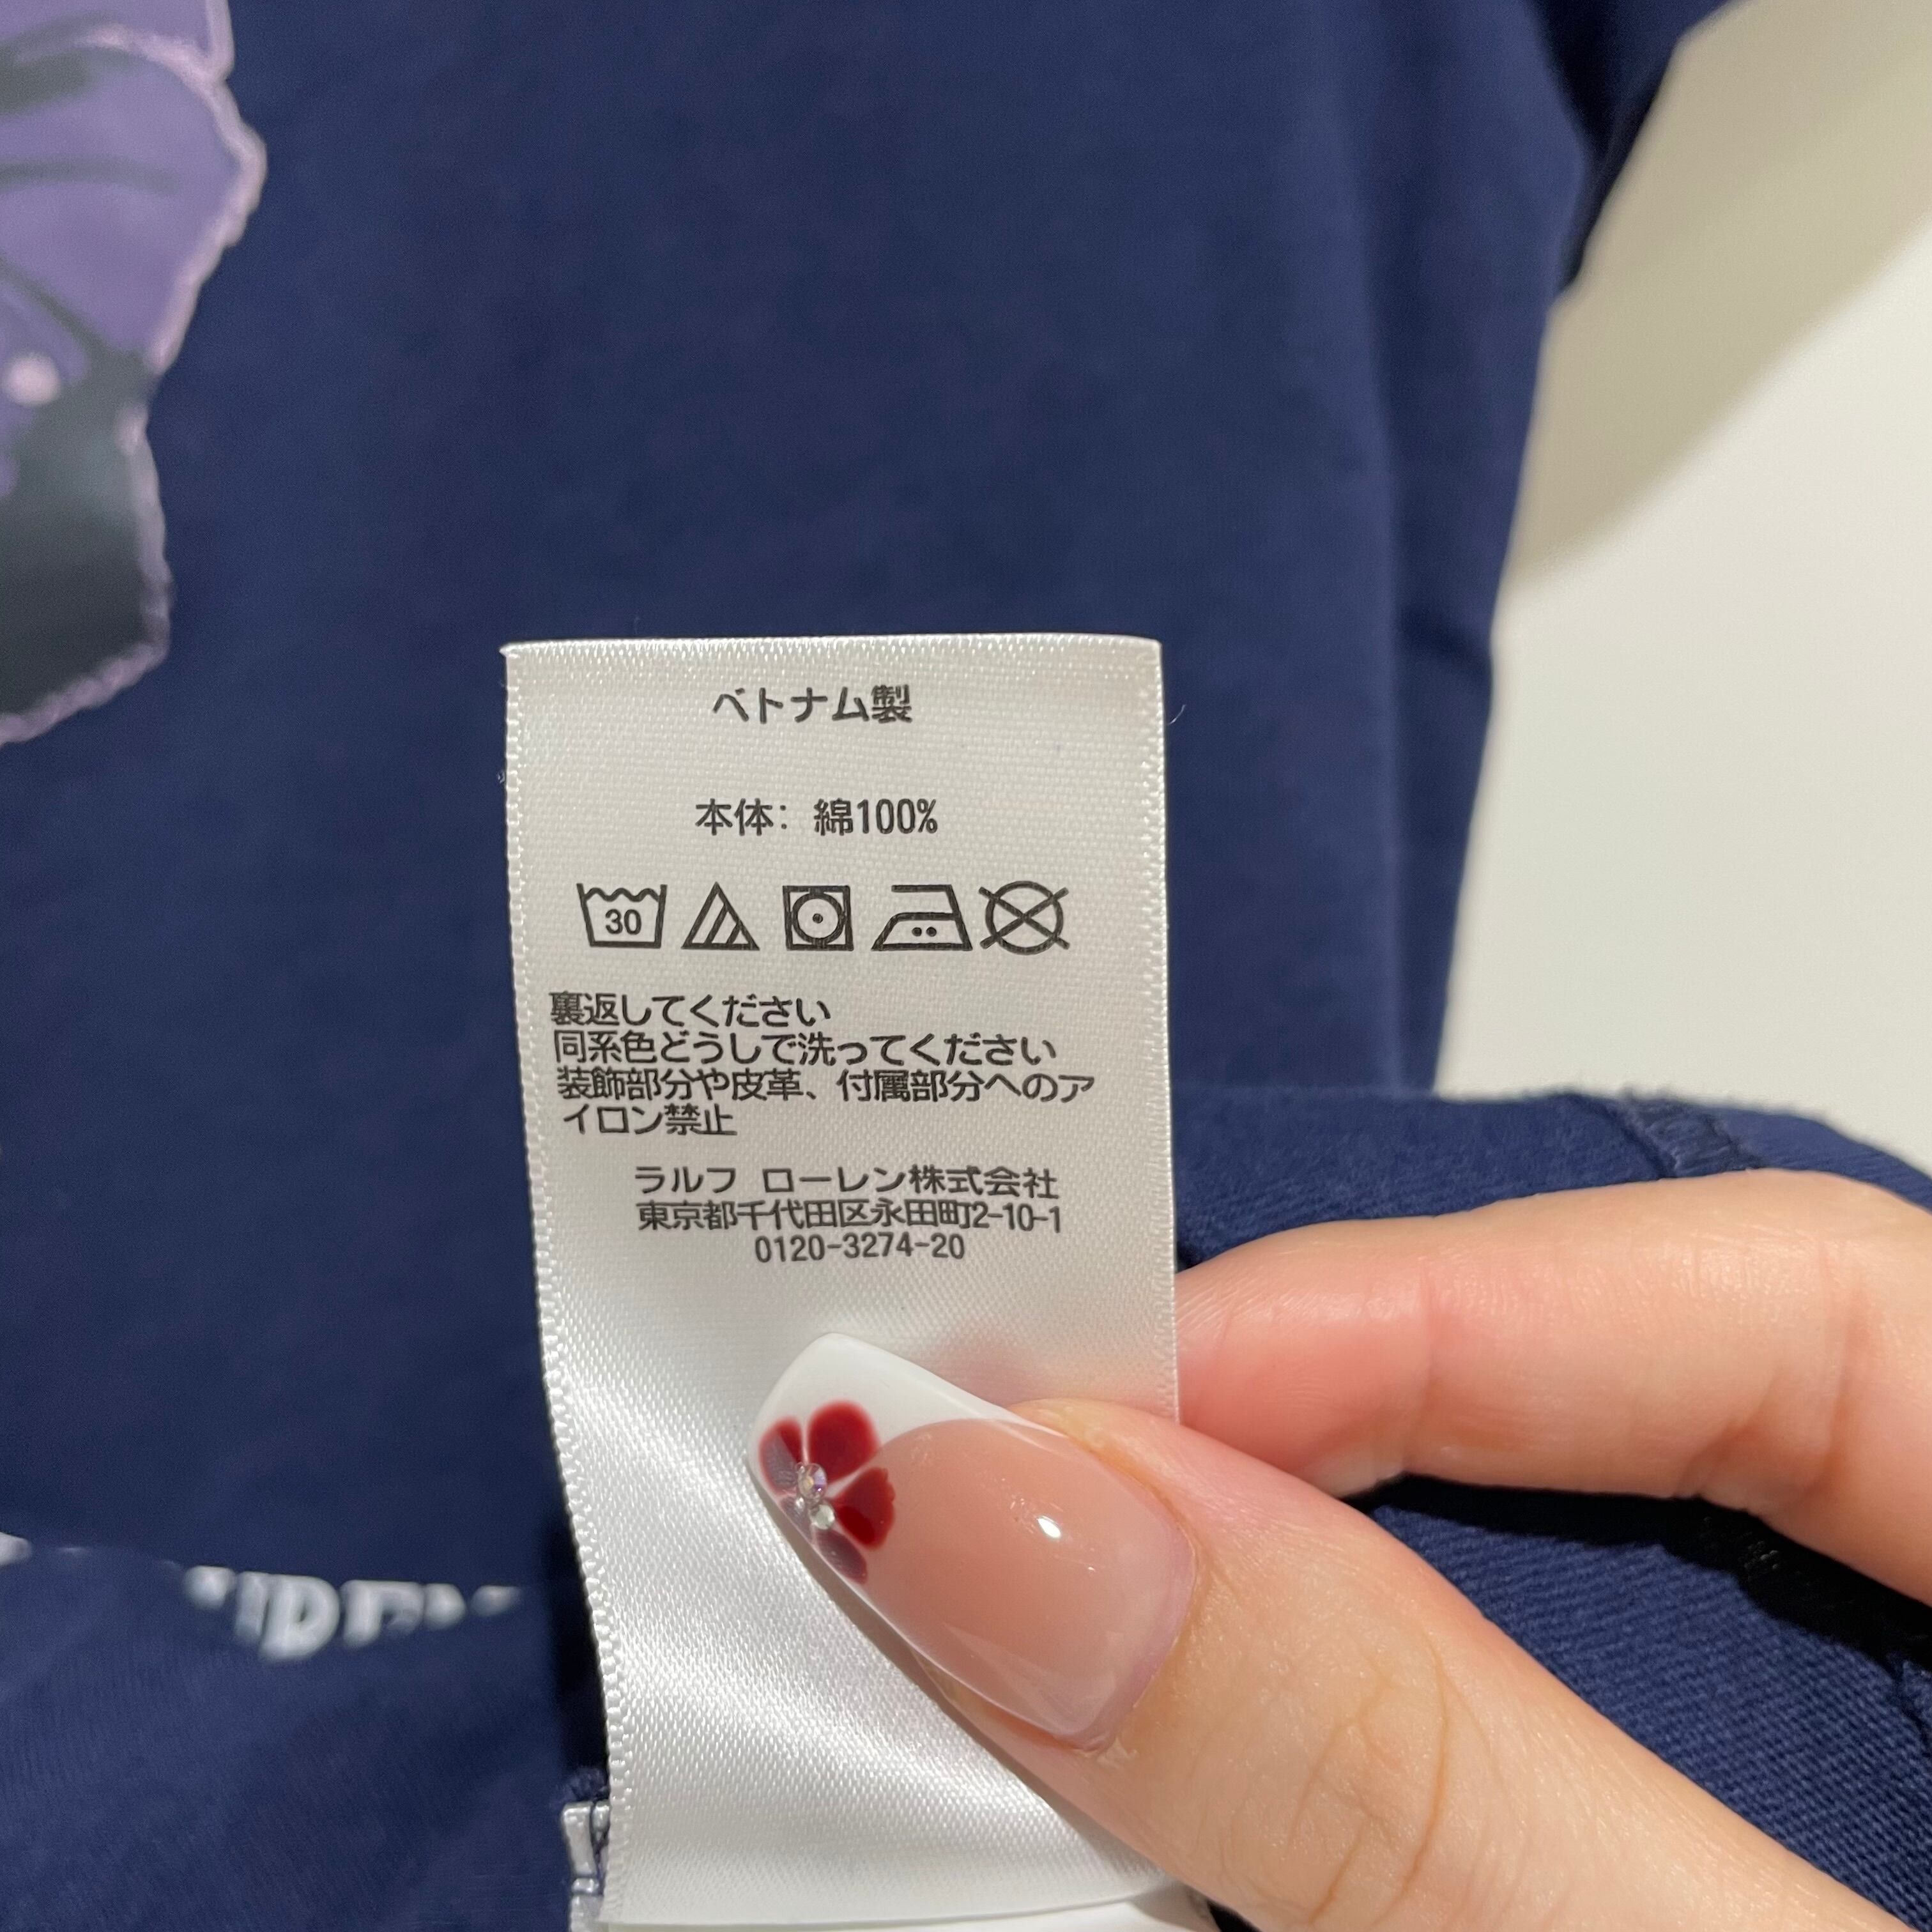 ベトナム製
本体: 綿100%
30
裏返してください
同系色どうしで洗ってください
装飾部分や皮革、付属部分へのア
イロン禁止
ラルフ ローレン株式会社
東京都千代田区永田町2-10-1
0120-3274-20